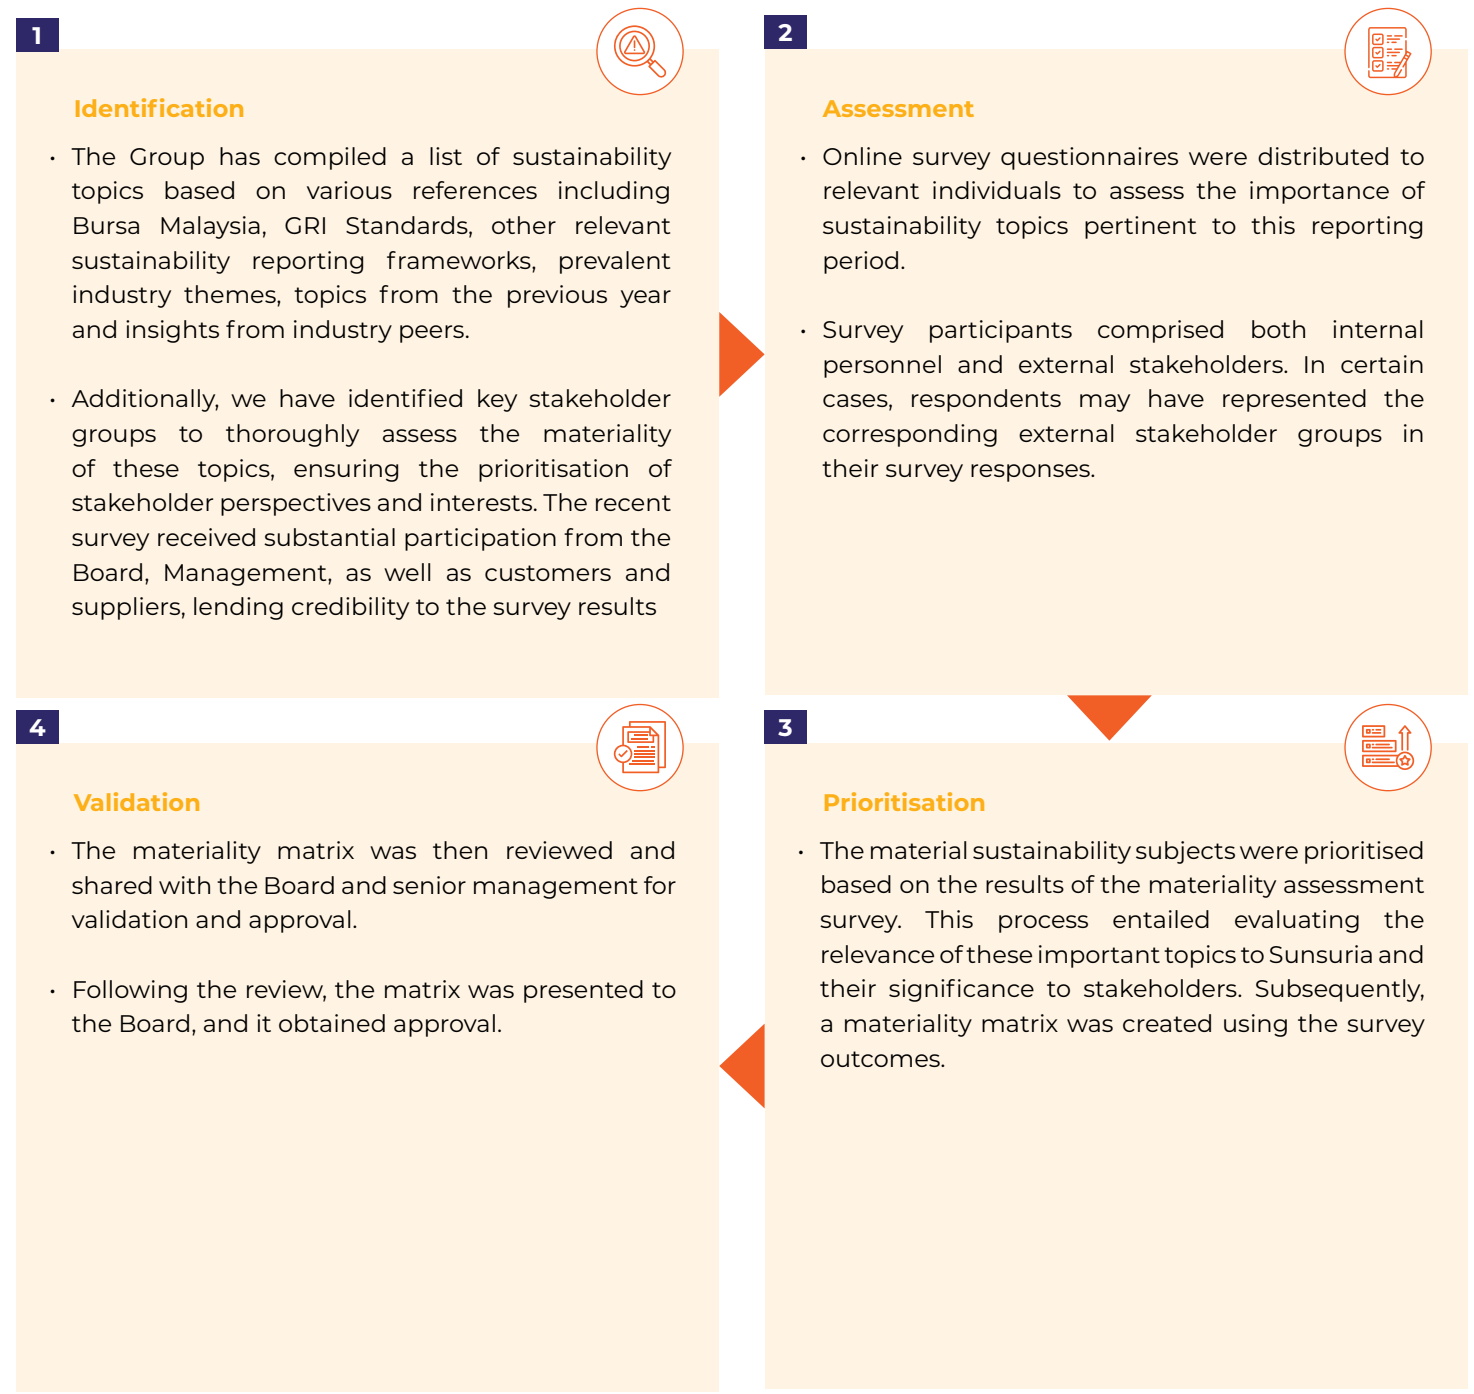 1
Identification
• The Group has compiled a list of sustainability
topics based on various references including
Bursa Malaysia, GRI Standards, other relevant
sustainability reporting frameworks, prevalent
industry themes, topics from the previous year
and insights from industry peers.
• Additionally, we have identified key stakeholder
groups to thoroughly assess the materiality
of these topics, ensuring the prioritisation of
stakeholder perspectives and interests. The recent
survey received substantial participation from the
Board, Management, as well as customers and
suppliers, lending credibility to the survey results
2
Assessment
• Online survey questionnaires were distributed to
relevant individuals to assess the importance of
sustainability topics pertinent to this reporting
period.
• Survey participants comprised both internal
personnel and external stakeholders. In certain
cases, respondents may have represented the
corresponding external stakeholder groups in
their survey responses.
3
Prioritisation
• The material sustainability subjects were prioritised
based on the results of the materiality assessment
survey. This process entailed evaluating the
relevance of these important topics to Sunsuria and
their significance to stakeholders. Subsequently,
a materiality matrix was created using the survey
outcomes.
4
Validation
• The materiality matrix was then reviewed and
shared with the Board and senior management for
validation and approval.
• Following the review, the matrix was presented to
the Board, and it obtained approval.